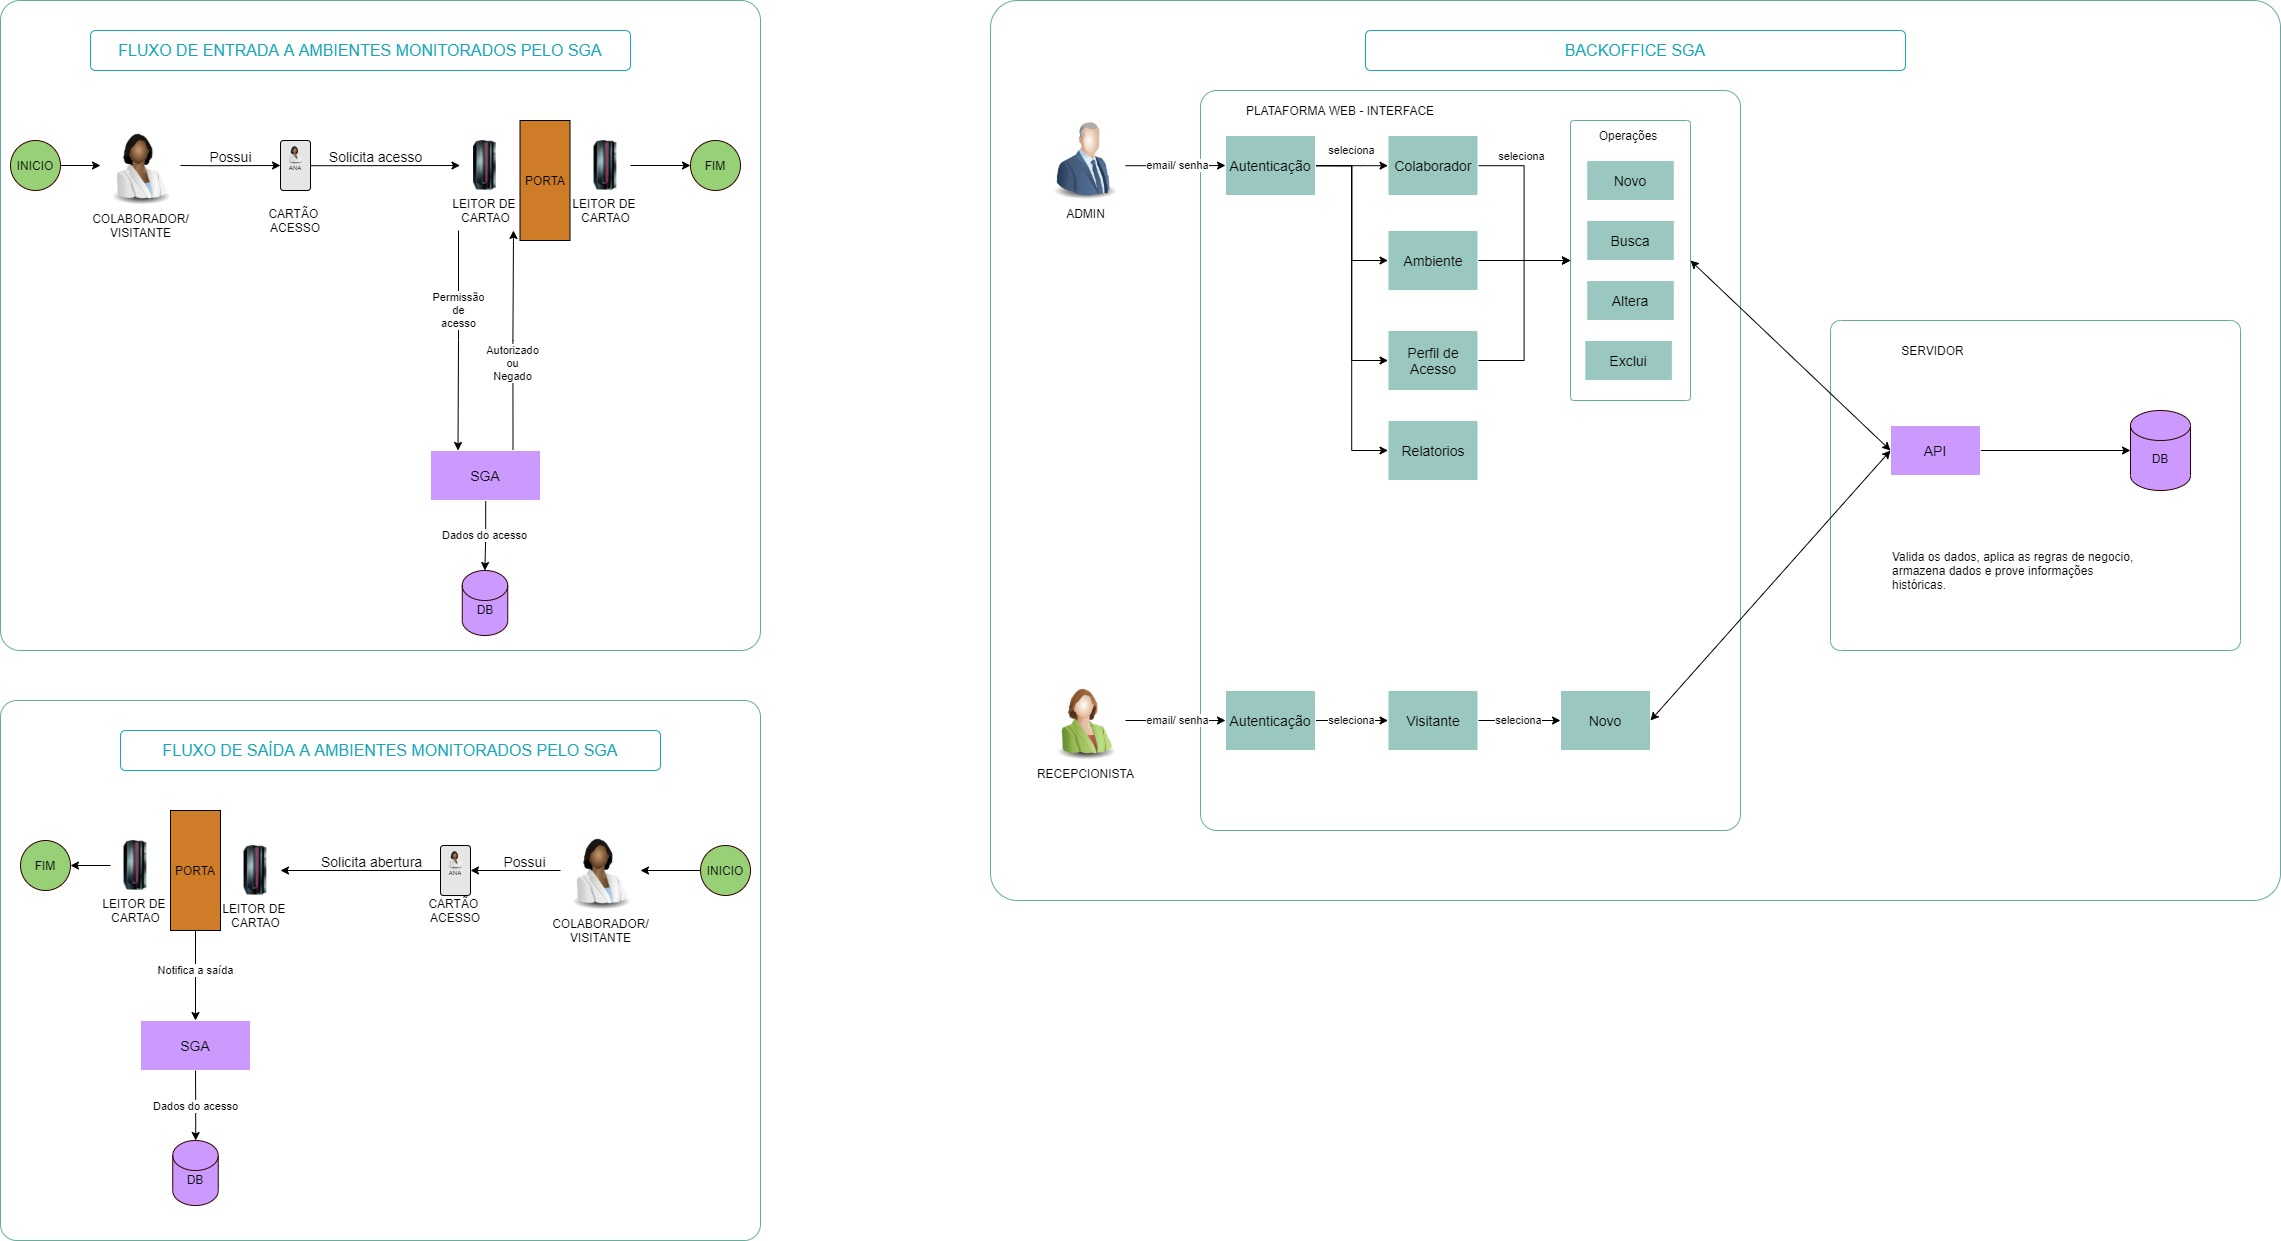 FLUXO DE ENTRADA A AMBIENTES MONITORADOS PELO SGA
INICIO
COLABORADOR/
VISITANTE
Possui
ANA
CARTÃO
ACESSO
Solicita acesso
LEITOR DE
CARTAO
PORTA
LEITOR DE
CARTAO
FIM
Permissão
de
acesso
Autorizado
ou
Negado
SGA
Dados do acesso
DB
FLUXO DE SAÍDA A AMBIENTES MONITORADOS PELO SGA
FIM
LEITOR DE
CARTAO
PORTA
LEITOR DE
CARTAO
Solicita abertura
ANA
CARTÃO
ACESSO
Possui
COLABORADOR/
VISITANTE
INICIO
Notifica a saída
SGA
Dados do acesso
DB
BACKOFFICE SGA
PLATAFORMA WEB - INTERFACE
ADMIN
email/ senha
Autenticação
seleciona
Colaborador
seleciona
Ambiente
Perfil de
Acesso
Relatorios
Operações
Novo
Busca
Altera
Exclui
SERVIDOR
API
DB
Valida os dados, aplica as regras de negocio,
armazena dados e prove informações
históricas.
RECEPCIONISTA
email/ senha
Autenticação
seleciona
Visitante
seleciona
Novo